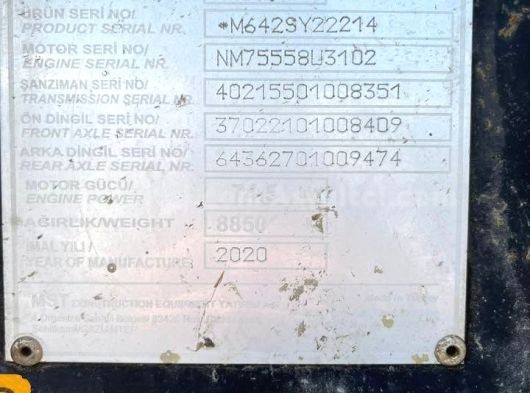 ÜRÜN SERİ NO/
PRODUCT SERIAL NR. *M642SY22214
MOTOR SERİ NO/
ENGINE SERIAL NR. NM75558U3102
ŞANZIMAN SERİ NO/
TRANSMISSION SERIAL NR. 40215501008351
ÖN DİNGİL SERİ NO/
FRONT AXLE SERIAL NR. 37022101008409
ARKA DİNGİL SERİ NO/
REAR AXLE SERIAL NR. 64362701009474
MOTOR GÜCÜ/
ENGINE POWER
AĞIRLIK/WEIGHT 8850
İMAL YILI/
YEAR OF MANUFACTURE 2020
MST CONSTRUCTION EQUIPMENT
Made in